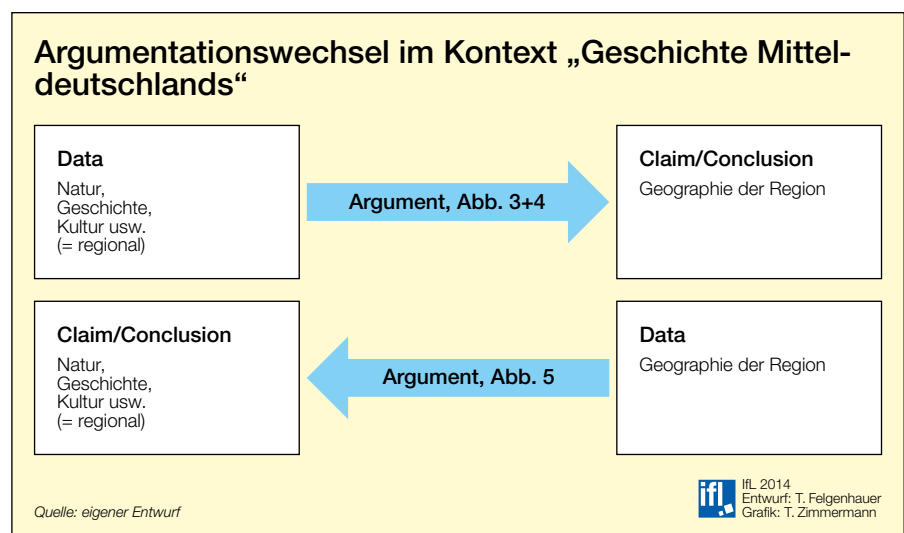 Argumentationswechsel im Kontext „Geschichte Mittel-
deutschlands“
Data
Natur,
Geschichte,
Kultur usw.
(= regional)
Argument, Abb. 3+4
Claim/Conclusion
Geographie der Region
Claim/Conclusion
Natur,
Geschichte,
Kultur usw.
(= regional)
Argument, Abb. 5
Data
Geographie der Region
Quelle: eigener Entwurf
ifl
IfL 2014
Entwurf: T. Felgenhauer
Grafik: T. Zimmermann